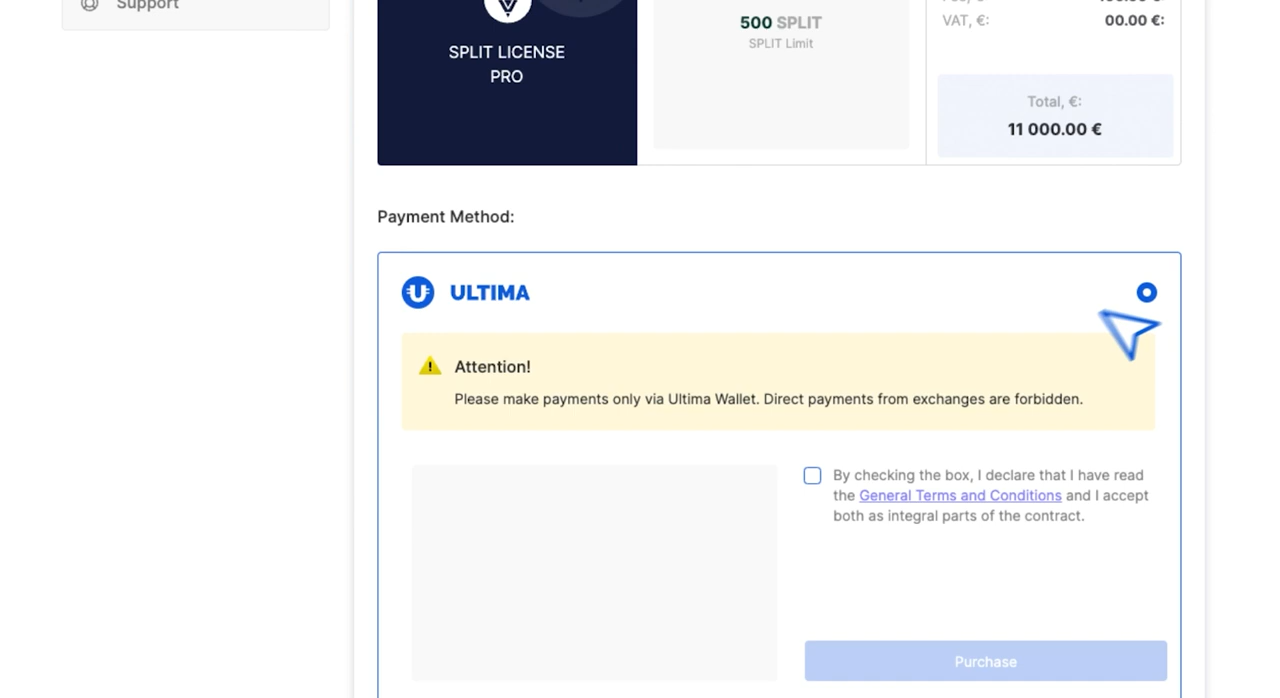 Support
SPLIT LICENSE
PRO
500 SPLIT
SPLIT Limit
VAT, €:
00.00 €:
Total, €:
11 000.00 €
Payment Method:
ULTIMA
Attention!
Please make payments only via Ultima Wallet. Direct payments from exchanges are forbidden.
By checking the box, I declare that I have read
the General Terms and Conditions and I accept
both as integral parts of the contract.
Purchase